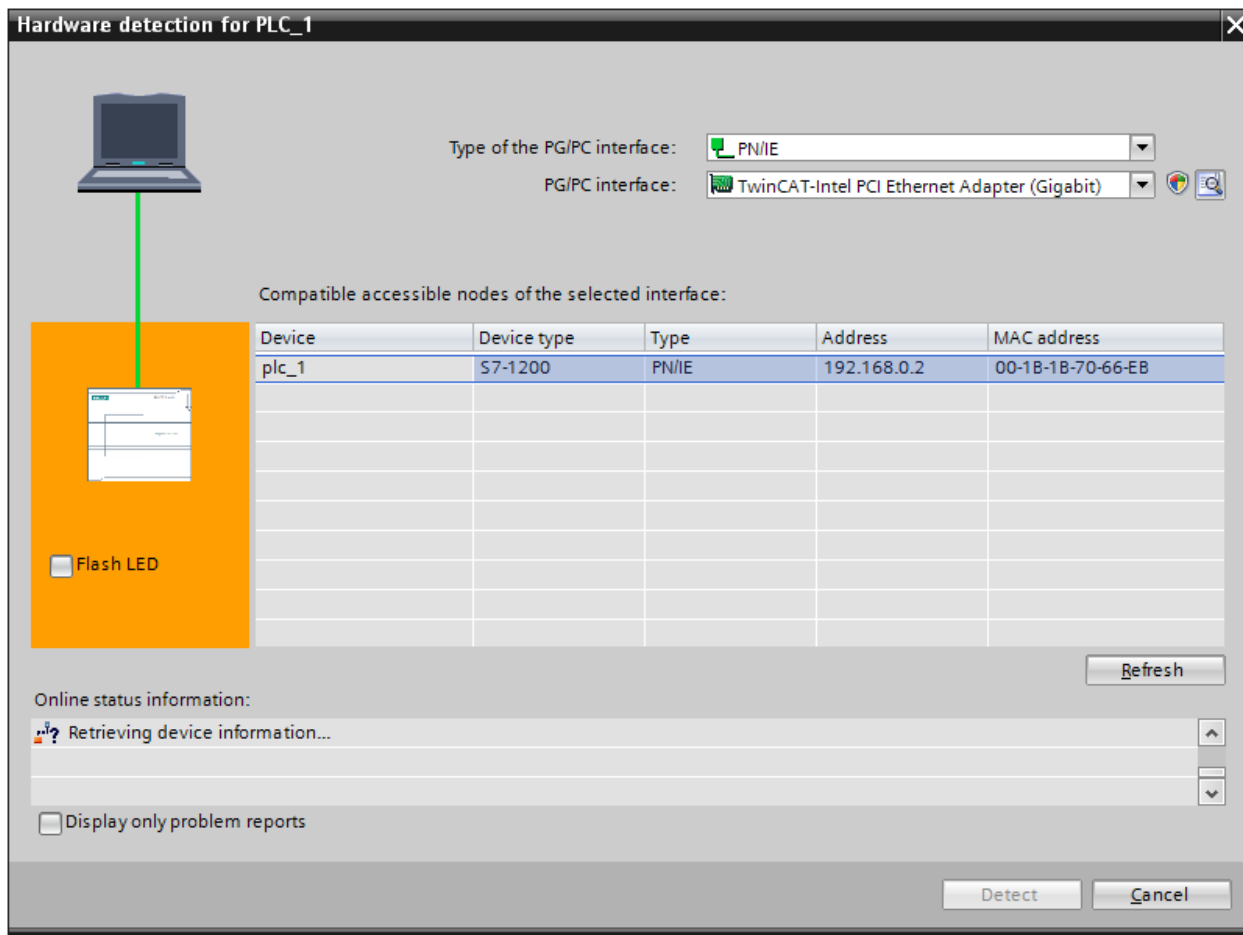 Hardware detection for PLC_1
Type of the PG/PC interface: PN/IE
PG/PC interface: TwinCAT-Intel PCI Ethernet Adapter (Gigabit)
Compatible accessible nodes of the selected interface:
Device Device type Type Address MAC address
plc_1 S7-1200 PN/IE 192.168.0.2 00-1B-1B-70-66-EB
Flash LED
Refresh
Online status information:
Retrieving device information...
Display only problem reports
Detect Cancel